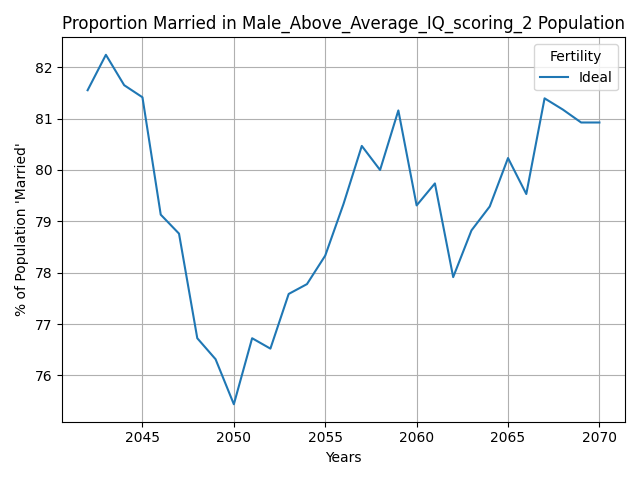 Proportion Married in Male_Above_Average_IQ_scoring_2 Population
Fertility
Ideal
% of Population 'Married'
82
81
80
79
78
77
76
2045
2050
2055
2060
2065
2070
Years